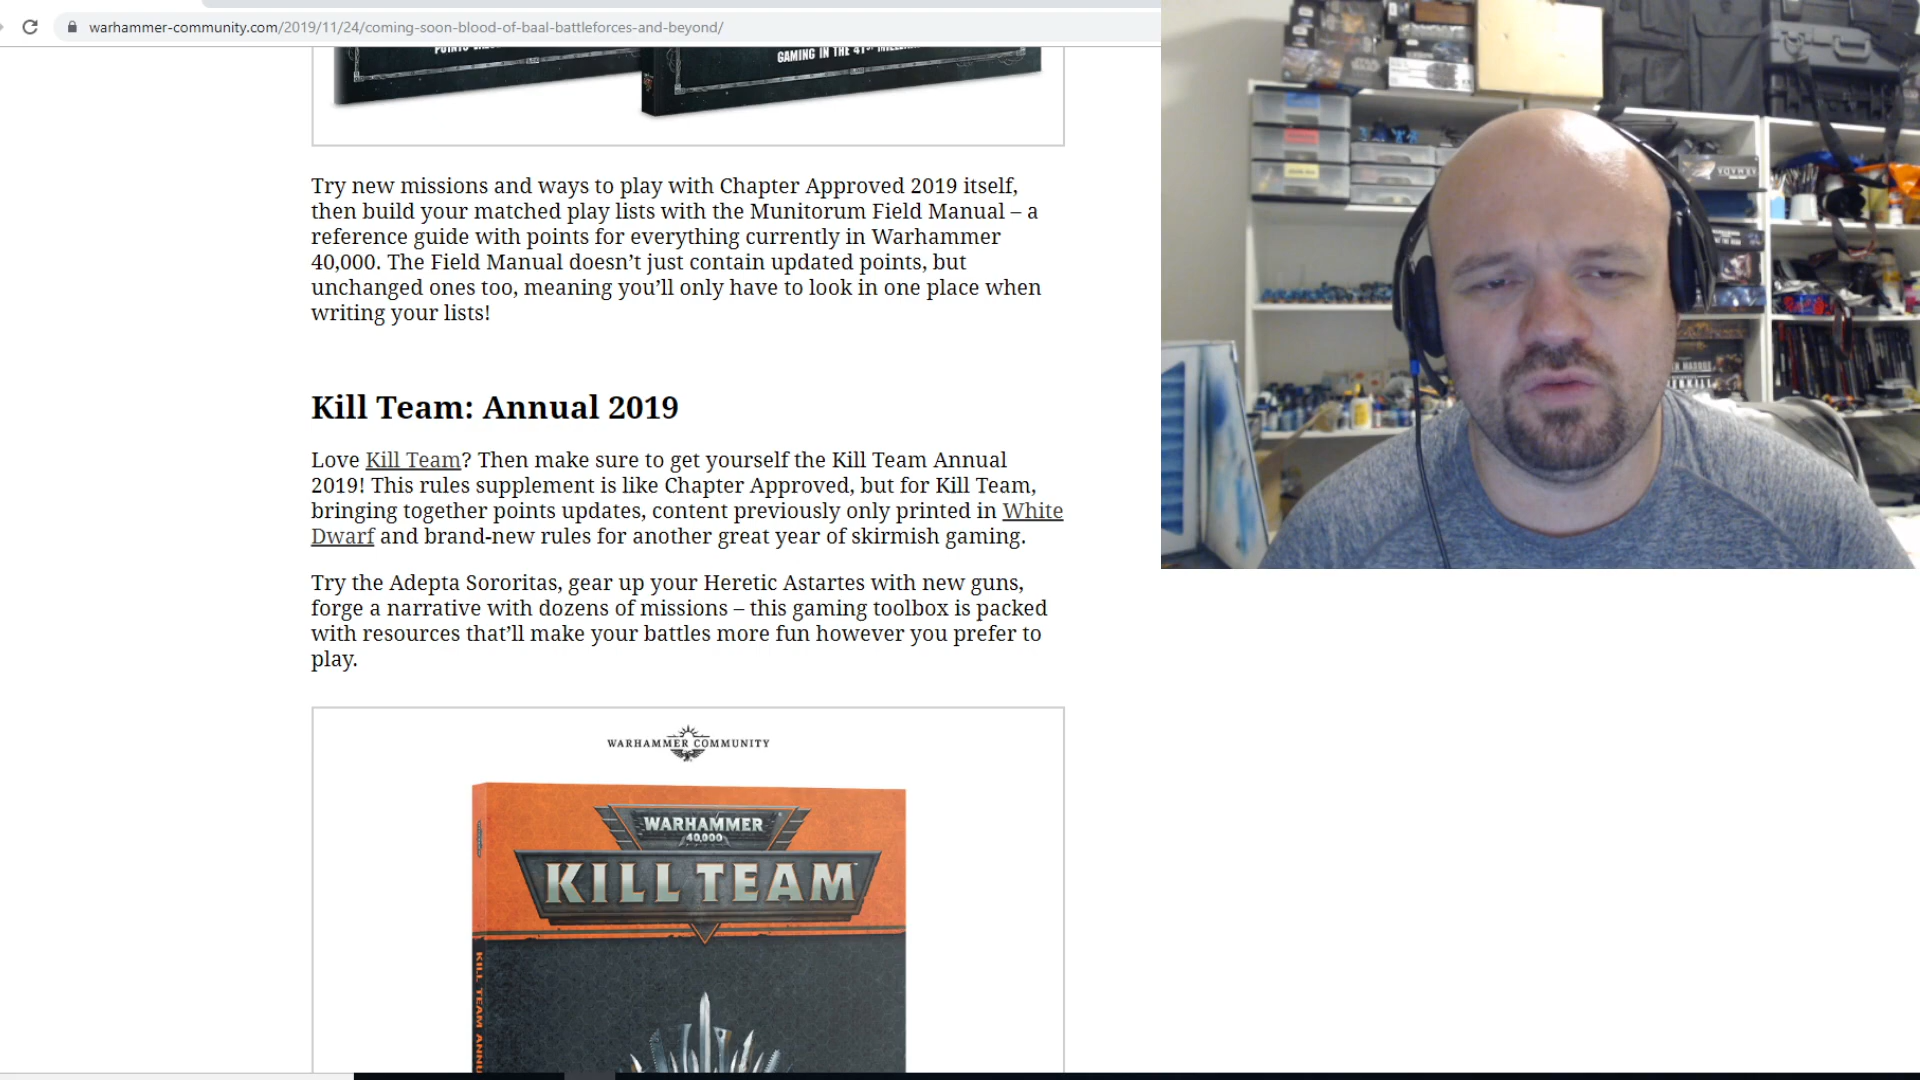 warhammer-community.com/2019/11/24/coming-soon-blood-of-baal-battleforces-and-beyond/
GAMING IN THE 41ST
Try new missions and ways to play with Chapter Approved 2019 itself,
then build your matched play lists with the Munitorum Field Manual – a
reference guide with points for everything currently in Warhammer
40,000. The Field Manual doesn’t just contain updated points, but
unchanged ones too, meaning you’ll only have to look in one place when
writing your lists!
Kill Team: Annual 2019
Love Kill Team? Then make sure to get yourself the Kill Team Annual
2019! This rules supplement is like Chapter Approved, but for Kill Team,
bringing together points updates, content previously only printed in White
Dwarf and brand-new rules for another great year of skirmish gaming.
Try the Adepta Sororitas, gear up your Heretic Astartes with new guns,
forge a narrative with dozens of missions – this gaming toolbox is packed
with resources that’ll make your battles more fun however you prefer to
play.
WARHAMMER COMMUNITY
WARHAMMER
40,000
KILL TEAM
KILL TEAM ANNU